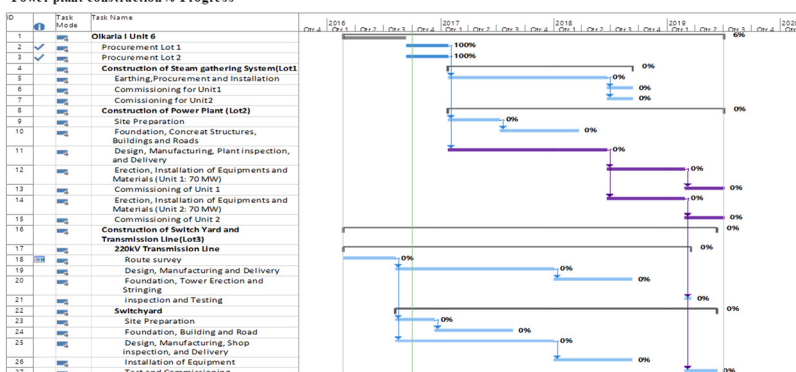 Power plant construction % Progress
ID Task Mode Task Name 2016 2017 2018 2019 2020
Qtr 4 Qtr 1 Qtr 2 Qtr 3 Qtr 4 Qtr 1 Qtr 2 Qtr 3 Qtr 4 Qtr 1 Qtr 2 Qtr 3 Qtr 4 Qtr 1 Qtr 2 Qtr 3 Qtr 4
1 Olkaria I Unit 6 6%
2 Procurement Lot 1 100%
3 Procurement Lot 2 100%
4 Construction of Steam gathering System(Lot1 0%
5 Earthing,Procurement and Installation 0%
6 Commissioning for Unit1 0%
7 Comissioning for Unit2 0%
8 Construction of Power Plant (Lot2) 0%
9 Site Preparation 0%
10 Foundation, Concreat Structures, 0%
Buildings and Roads
11 Design, Manufacturing, Plant inspection, 0%
and Delivery
12 Erection, Installation of Equipments and 0%
Materials (Unit 1: 70 MW)
13 Commissioning of Unit 1 0%
14 Erection, Installation of Equipments and 0%
Materials (Unit 2: 70 MW)
15 Commissioning of Unit 2 0%
16 Construction of Switch Yard and 0%
Transmission Line(Lot3)
17 220kV Transmission Line 0%
18 Route survey 0%
19 Design, Manufacturing and Delivery 0%
20 Foundation, Tower Erection and 0%
Stringing
21 inspection and Testing 0%
22 Switchyard 0%
23 Site Preparation 0%
24 Foundation, Building and Road 0%
25 Design, Manufacturing, Shop 0%
inspection, and Delivery
26 Installation of Equipment 0%
27 Test and Commissioning 0%